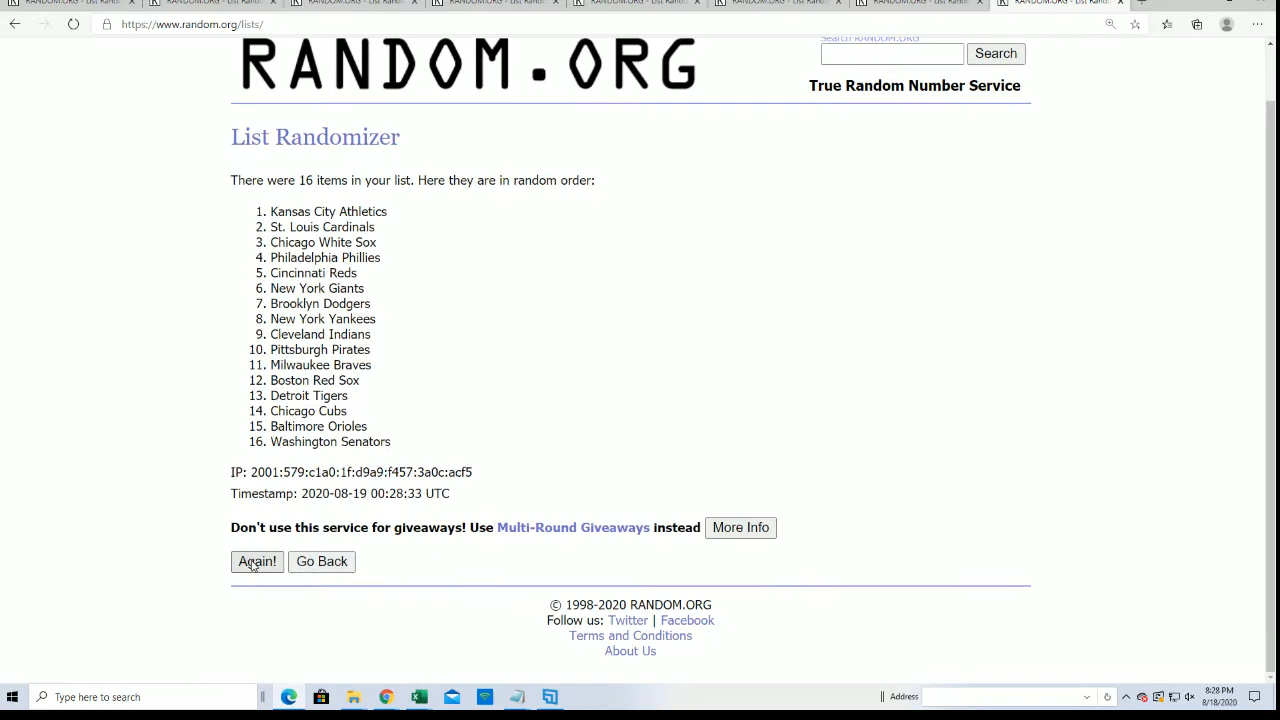 RANDOM.ORG - List Rando
https://www.random.org/lists/
RANDOM.ORG
Search RANDOM.ORG
Search
True Random Number Service
List Randomizer
There were 16 items in your list. Here they are in random order:
1. Kansas City Athletics
2. St. Louis Cardinals
3. Chicago White Sox
4. Philadelphia Phillies
5. Cincinnati Reds
6. New York Giants
7. Brooklyn Dodgers
8. New York Yankees
9. Cleveland Indians
10. Pittsburgh Pirates
11. Milwaukee Braves
12. Boston Red Sox
13. Detroit Tigers
14. Chicago Cubs
15. Baltimore Orioles
16. Washington Senators
IP: 2001:579:c1a0:1f:d9a9:f457:3a0c:acf5
Timestamp: 2020-08-19 00:28:33 UTC
Don't use this service for giveaways! Use Multi-Round Giveaways instead More Info
Again! Go Back
© 1998-2020 RANDOM.ORG
Follow us: Twitter | Facebook
Terms and Conditions
About Us
Type here to search
Address
8:28 PM
8/18/2020